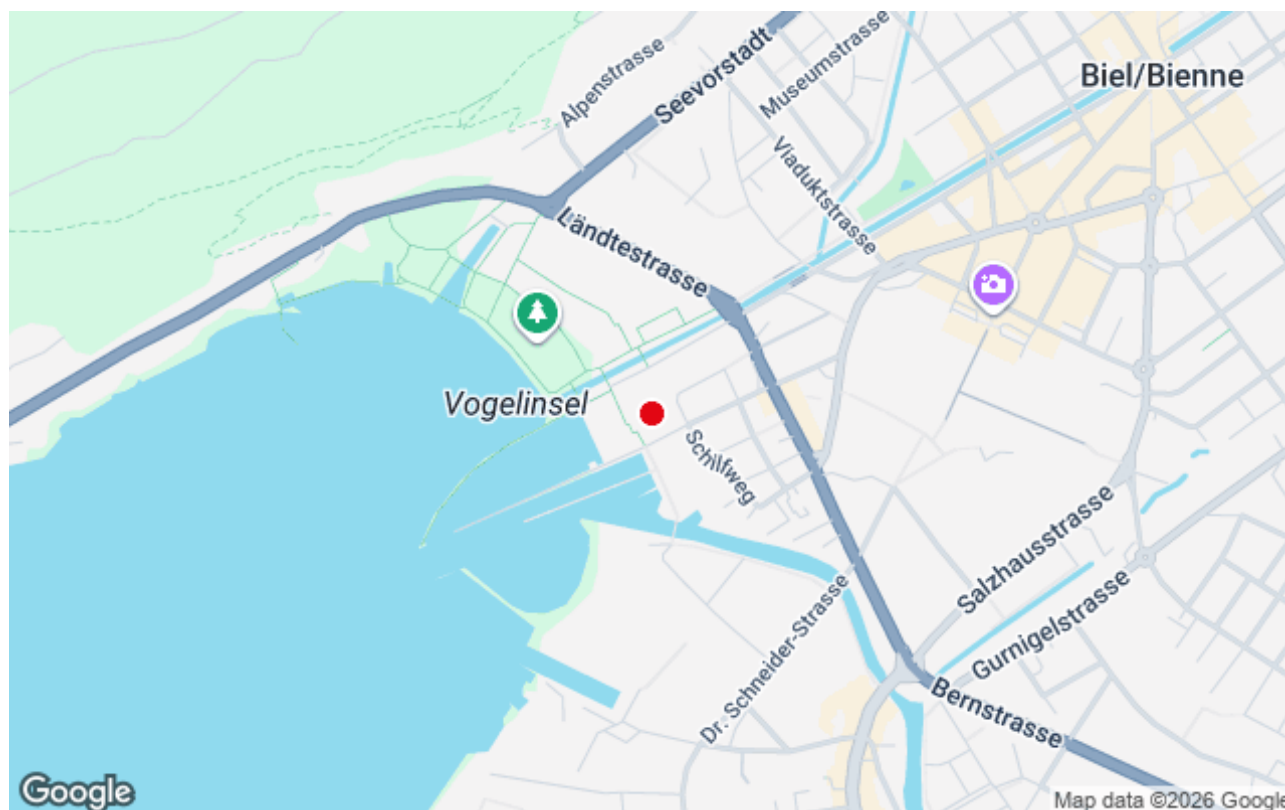 Biel/Bienne
Alpenstrasse
Seevorstadt
Museumstrasse
Viaduktstrasse
Ländtestrasse
Vogelinsel
Schilfweg
Salzhausstrasse
Gurnigelstrasse
Dr. Schneider-Strasse
Bernstrasse
Google
Map data ©2026 Google